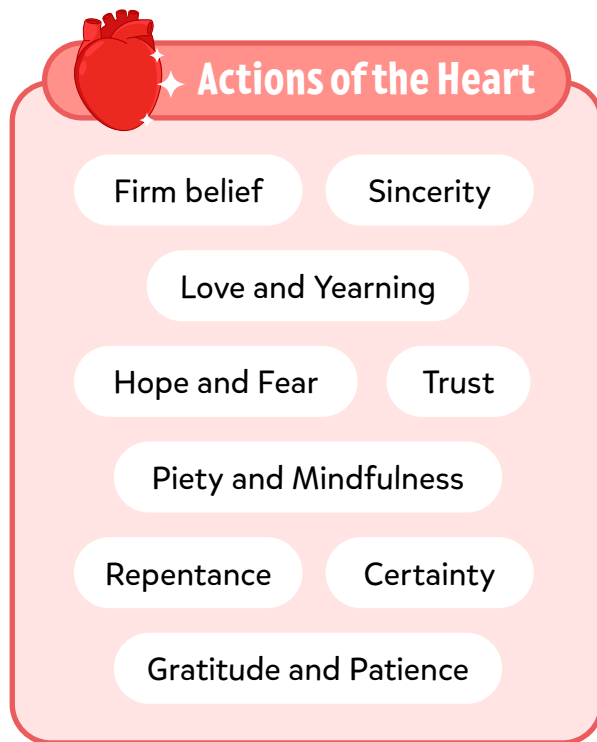 Actions of the Heart
Firm belief Sincerity
Love and Yearning
Hope and Fear Trust
Piety and Mindfulness
Repentance Certainty
Gratitude and Patience